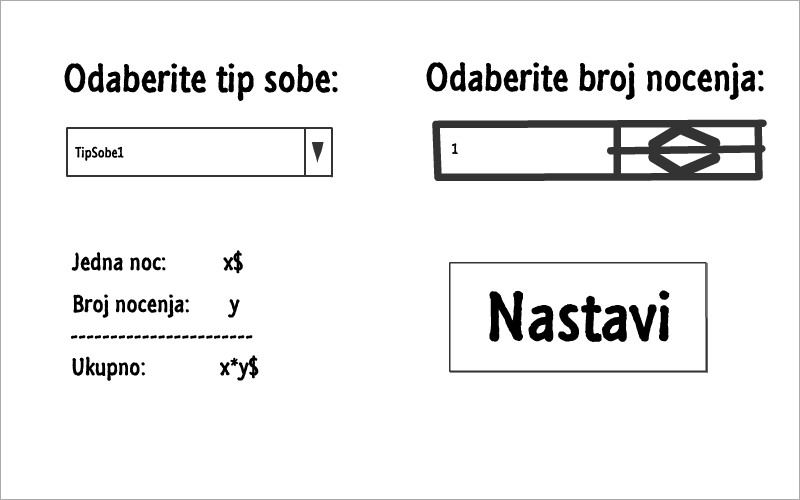 Odaberite tip sobe:
Odaberite broj nocenja:
TipSobe1
1
Jedna noc: x$
Broj nocenja: y
-----------------------
Ukupno: x*y$
Nastavi